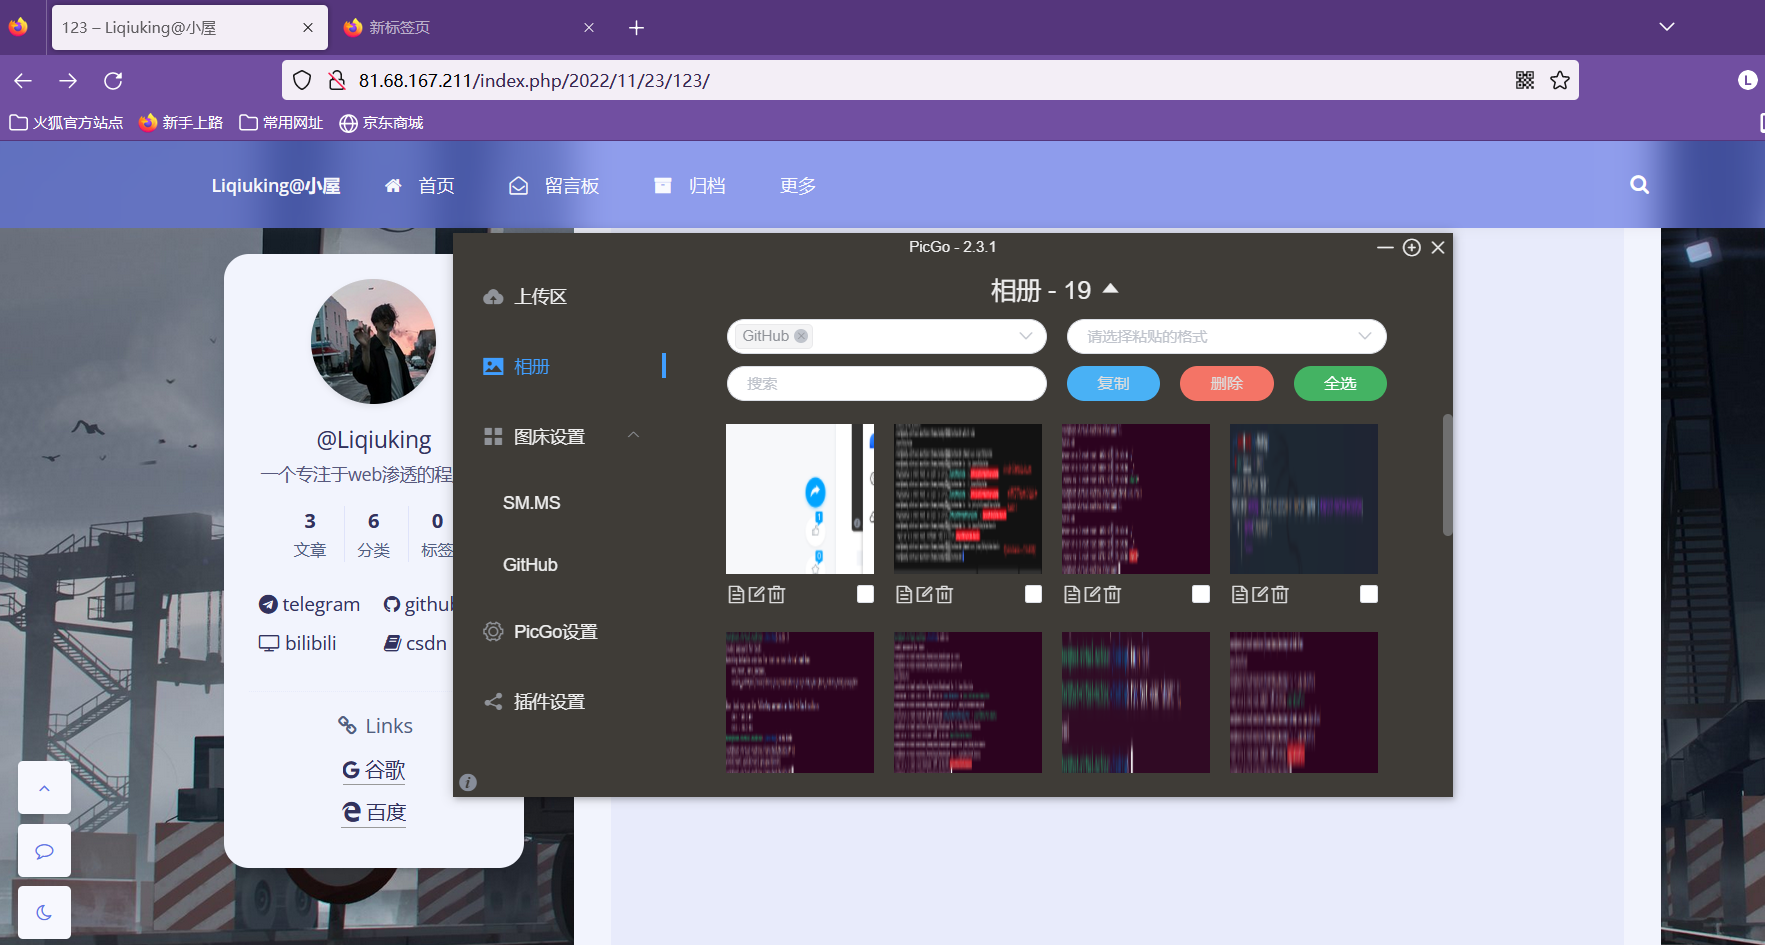 123 – Liqiuking@小屋
新标签页
81.68.167.211/index.php/2022/11/23/123/
L
火狐官方站点
新手上路
常用网址
京东商城
Liqiuking@小屋
首页
留言板
归档
更多
@Liqiuking
一个专注于web渗透的程
3
6
0
文章
分类
标签
telegram
github
bilibili
csdn
Links
谷歌
百度
PicGo - 2.3.1
上传区
相册
图床设置
SM.MS
GitHub
PicGo设置
插件设置
相册 - 19
GitHub
请选择粘贴的格式
搜索
复制
删除
全选